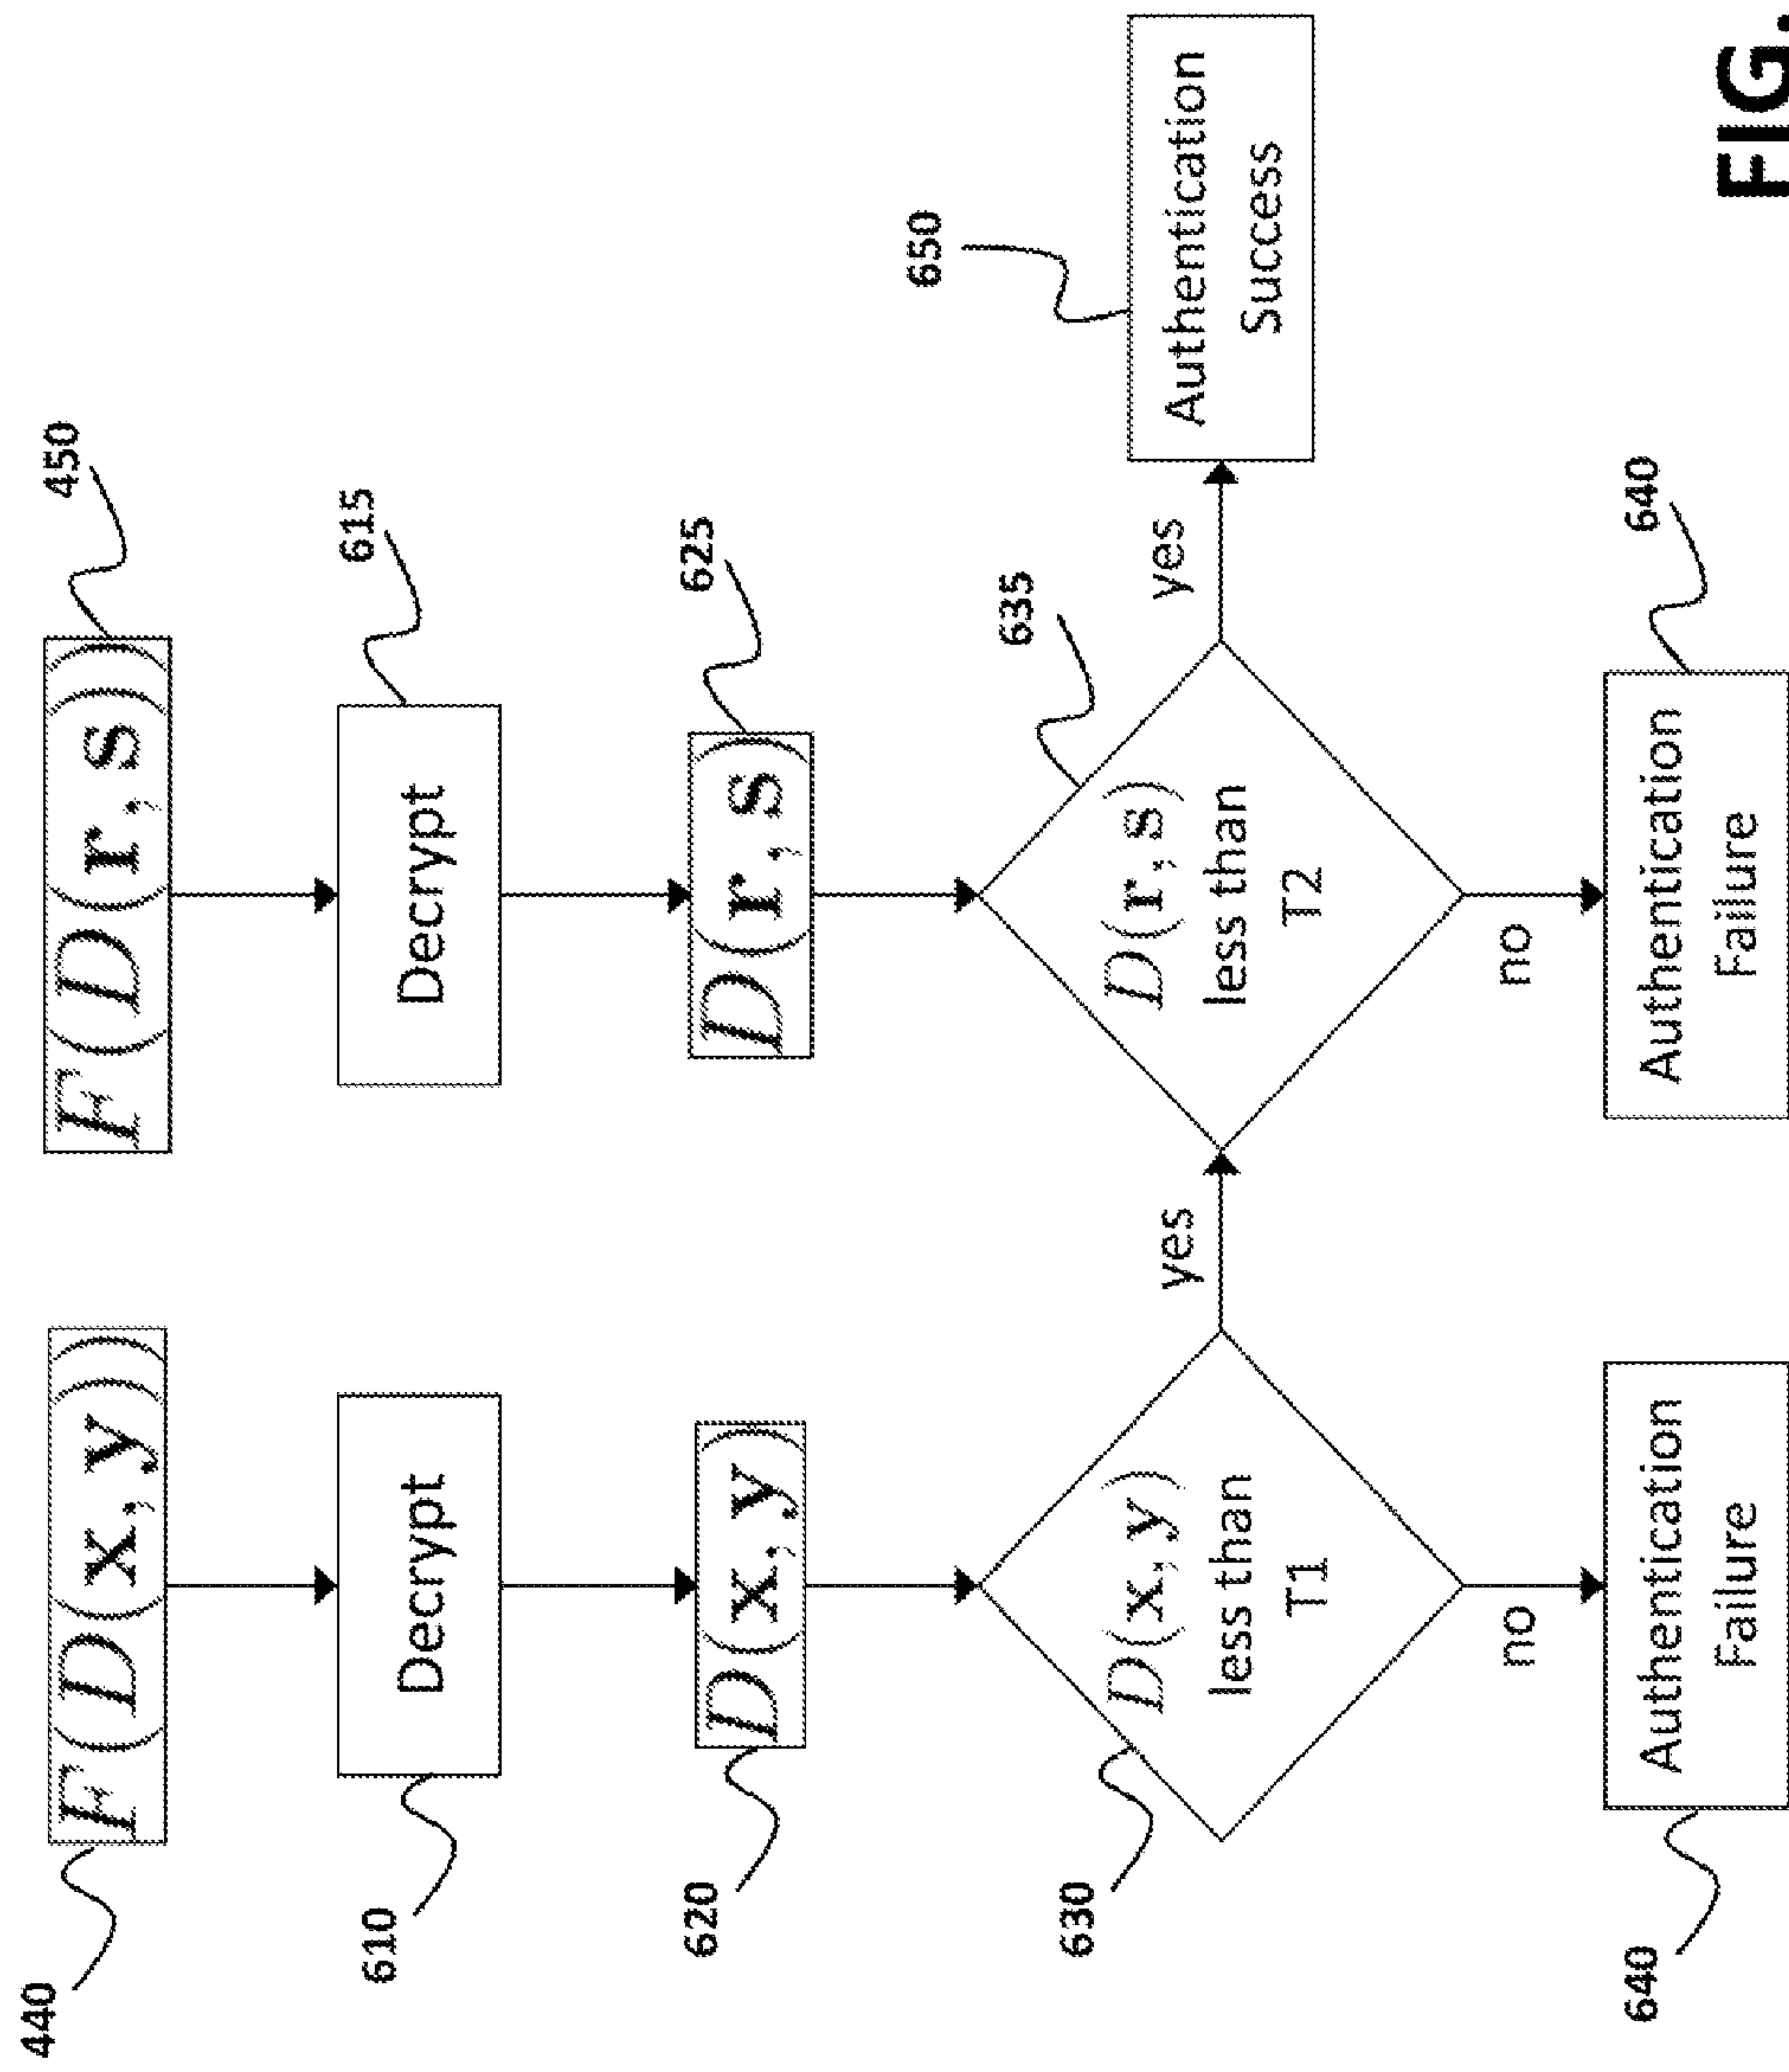 440
F(D(x, y))
F(D(r, s))
450
610
Decrypt
Decrypt
615
620
D(x, y)
D(r, s)
625
630
D(x, y)
less than
T1
yes
635
D(r, s)
less than
T2
yes
650
Authentication
Success
no
no
640
Authentication
Failure
Authentication
Failure
640
FIG.